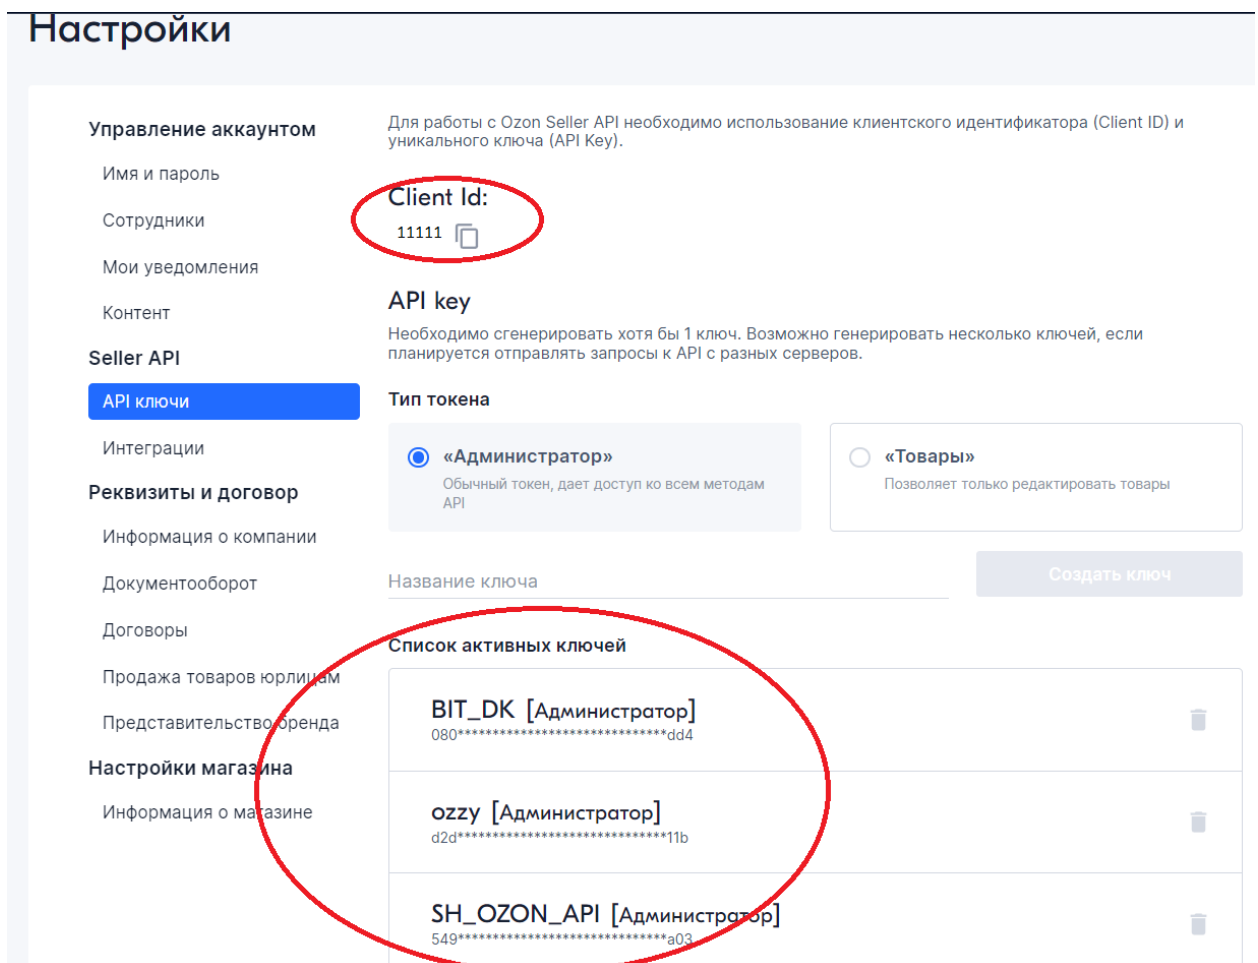 Настройки
Управление аккаунтом
Имя и пароль
Сотрудники
Мои уведомления
Контент
Seller API
API ключи
Интеграции
Реквизиты и договор
Информация о компании
Документооборот
Договоры
Продажа товаров юрлицам
Представительство бренда
Настройки магазина
Информация о магазине
Для работы с Ozon Seller API необходимо использование клиентского идентификатора (Client ID) и
уникального ключа (API Key).
Client Id:
11111
API key
Необходимо сгенерировать хотя бы 1 ключ. Возможно генерировать несколько ключей, если
планируется отправлять запросы к API с разных серверов.
Тип токена
«Администратор»
Обычный токен, дает доступ ко всем методам
API
«Товары»
Позволяет только редактировать товары
Название ключа
Создать ключ
Список активных ключей
BIT_DK [Администратор]
080******************************dd4
ozzy [Администратор]
d2d******************************11b
SH_OZON_API [Администратор]
549******************************a03